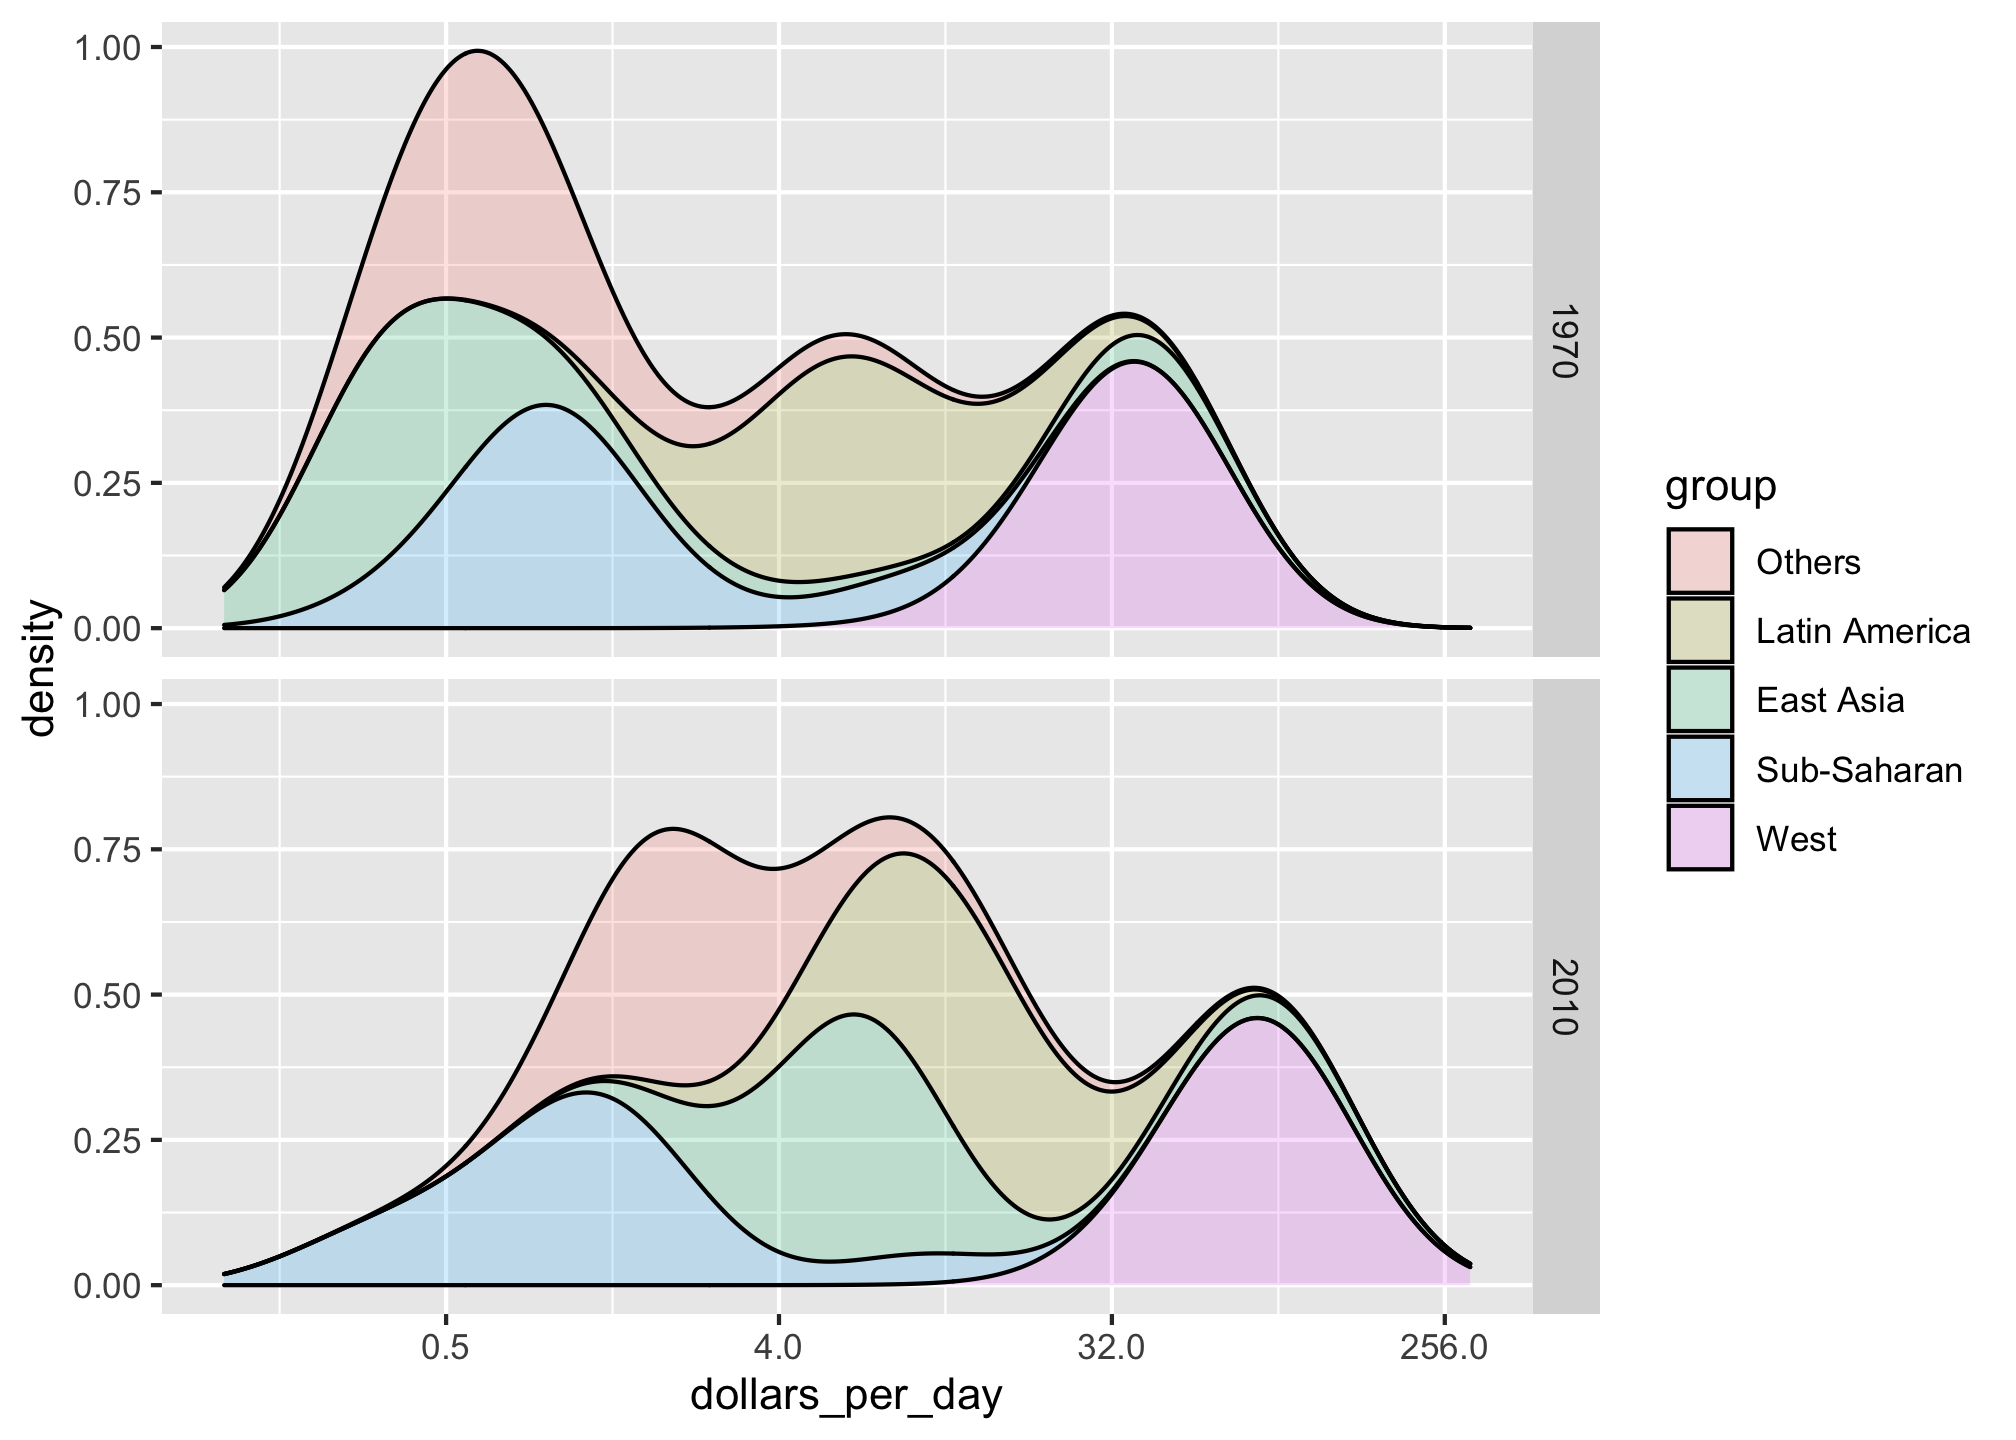 1.00
0.75
0.50
0.25
0.00
1970
1.00
0.75
0.50
0.25
0.00
2010
density
0.5 4.0 32.0 256.0
dollars_per_day
group
Others
Latin America
East Asia
Sub-Saharan
West